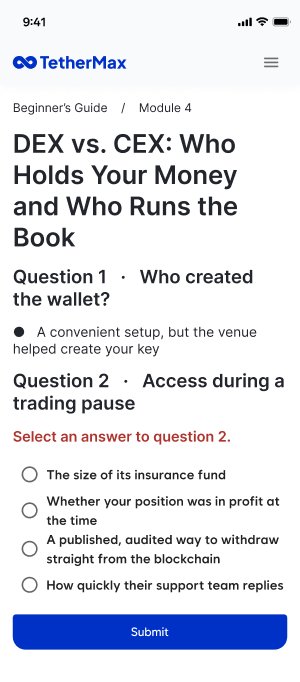 9:41
TetherMax
Beginner's Guide / Module 4
DEX vs. CEX: Who
Holds Your Money
and Who Runs the
Book
Question 1 · Who created
the wallet?
● A convenient setup, but the venue
helped create your key
Question 2 · Access during a
trading pause
Select an answer to question 2.
The size of its insurance fund
Whether your position was in profit at
the time
A published, audited way to withdraw
straight from the blockchain
How quickly their support team replies
Submit